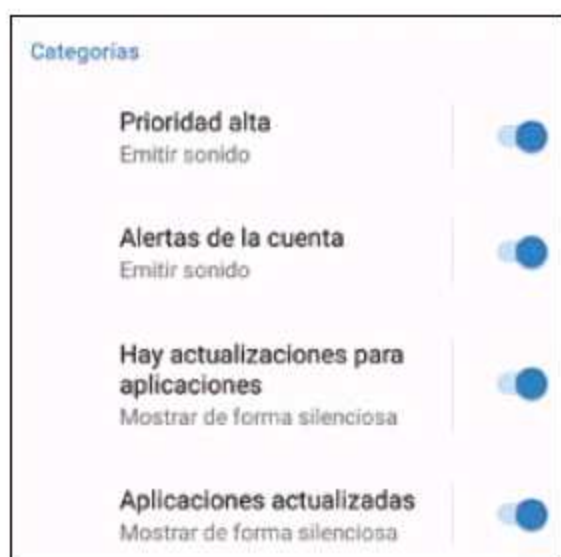 Categorías
Prioridad alta
Emitir sonido
Alertas de la cuenta
Emitir sonido
Hay actualizaciones para
aplicaciones
Mostrar de forma silenciosa
Aplicaciones actualizadas
Mostrar de forma silenciosa